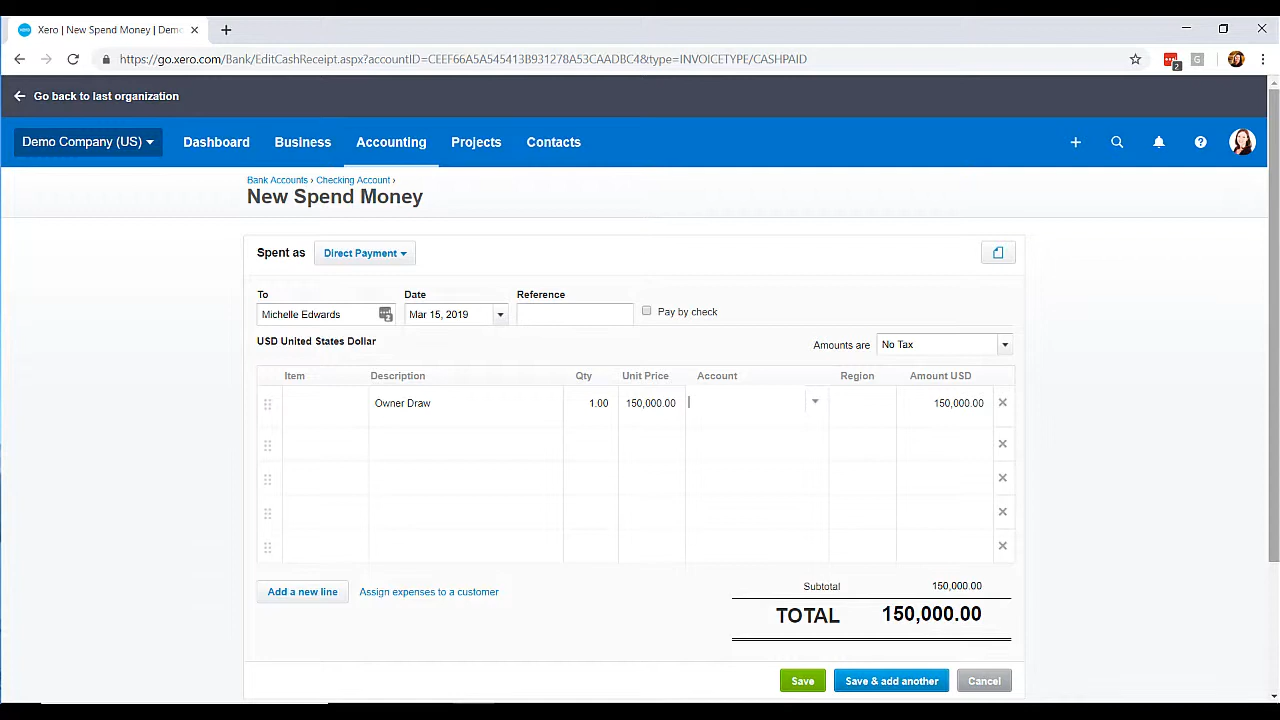 Xero | New Spend Money | Demo
https://go.xero.com/Bank/EditCashReceipt.aspx?accountID=CEEF66A5A545413BB31278A53CAADBC4&type=INVOICETYPE/CASHPAID
2
G
Go back to last organization
Demo Company (US)
Dashboard
Business
Accounting
Projects
Contacts
Bank Accounts › Checking Account ›
New Spend Money
Spent as
Direct Payment
To
Date
Reference
Michelle Edwards
2
Mar 15, 2019
Pay by check
USD United States Dollar
Amounts are
No Tax
Item
Description
Qty
Unit Price
Account
Region
Amount USD
Owner Draw
1.00
150,000.00
150,000.00
Add a new line
Assign expenses to a customer
Subtotal
150,000.00
TOTAL
150,000.00
Save
Save & add another
Cancel